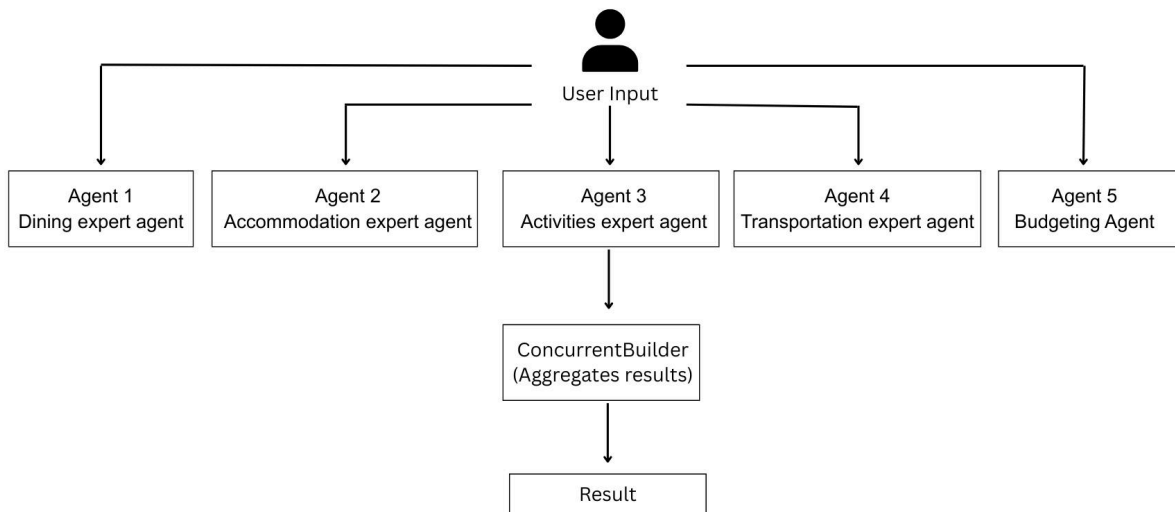 User Input
Agent 1
Dining expert agent
Agent 2
Accommodation expert agent
Agent 3
Activities expert agent
Agent 4
Transportation expert agent
Agent 5
Budgeting Agent
ConcurrentBuilder
(Aggregates results)
Result